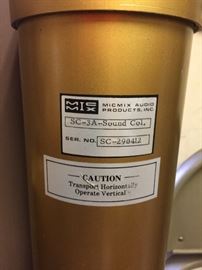 MIC MIX
MICMIX AUDIO
PRODUCTS, INC.
SC-3A-Sound Col.
SER. NO. SC-290412
CAUTION
Transport Horizontally
Operate Vertical